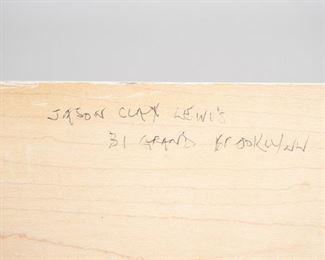 JASON CLAY LEWIS
31 GRAND BROOKLYN